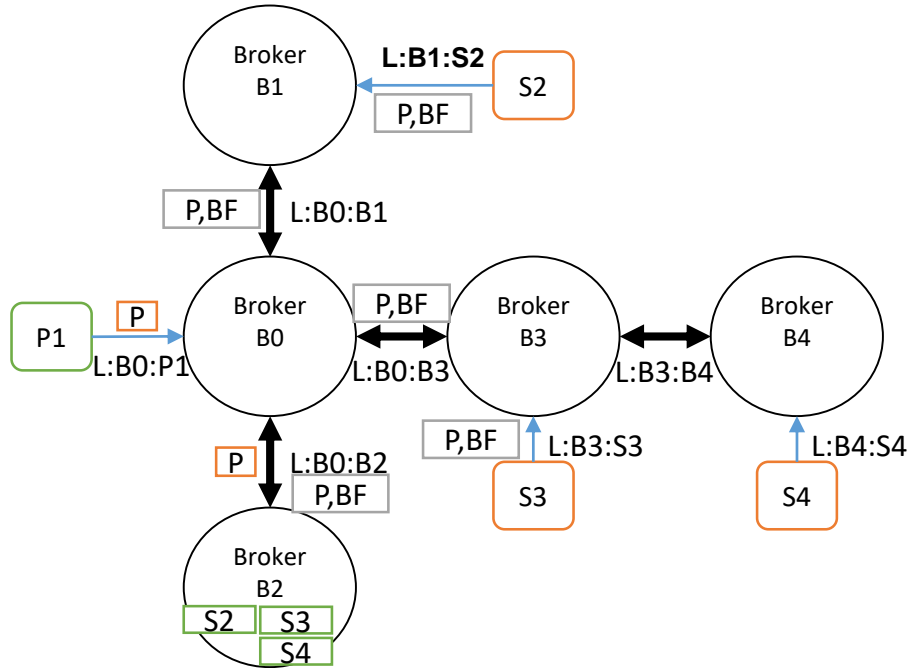 Broker
B1
L:B1:S2
P,BF
S2
P,BF
L:B0:B1
P1
P
L:B0:P1
Broker
B0
P,BF
L:B0:B3
Broker
B3
L:B3:B4
Broker
B4
P
L:B0:B2
P,BF
P,BF
L:B3:S3
S3
L:B4:S4
S4
Broker
B2
S2
S3
S4